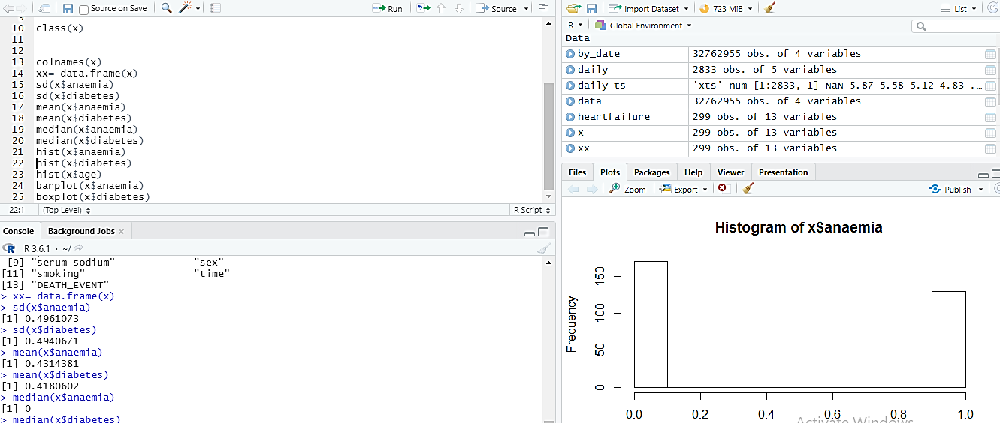 Source on Save
Run
Source
9
10 class(x)
11
12
13 colnames(x)
14 xx= data.frame(x)
15 sd(x$anaemia)
16 sd(x$diabetes)
17 mean(x$anaemia)
18 mean(x$diabetes)
19 median(x$anaemia)
20 median(x$diabetes)
21 hist(x$anaemia)
22 hist(x$diabetes)
23 hist(x$age)
24 barplot(x$anaemia)
25 boxplot(x$diabetes)
22:1 (Top Level) R Script
Console Background Jobs
R 3.6.1 · ~/
[9] "serum_sodium" "sex"
[11] "smoking" "time"
[13] "DEATH_EVENT"
> xx= data.frame(x)
> sd(x$anaemia)
[1] 0.4961073
> sd(x$diabetes)
[1] 0.4940671
> mean(x$anaemia)
[1] 0.4314381
> mean(x$diabetes)
[1] 0.4180602
> median(x$anaemia)
[1] 0
> median(x$diabetes)
Import Dataset 723 MiB List
R Global Environment
Data
by_date 32762955 obs. of 4 variables
daily 2833 obs. of 5 variables
daily_ts 'xts' num [1:2833, 1] NaN 5.87 5.58 5.12 4.83 ...
data 32762955 obs. of 4 variables
heartfailure 299 obs. of 13 variables
x 299 obs. of 13 variables
xx 299 obs. of 13 variables
Files Plots Packages Help Viewer Presentation
Zoom Export Publish
Histogram of x$anaemia
Frequency
150
100
50
0
0.0 0.2 0.4 0.6 0.8 1.0
Activate Windows